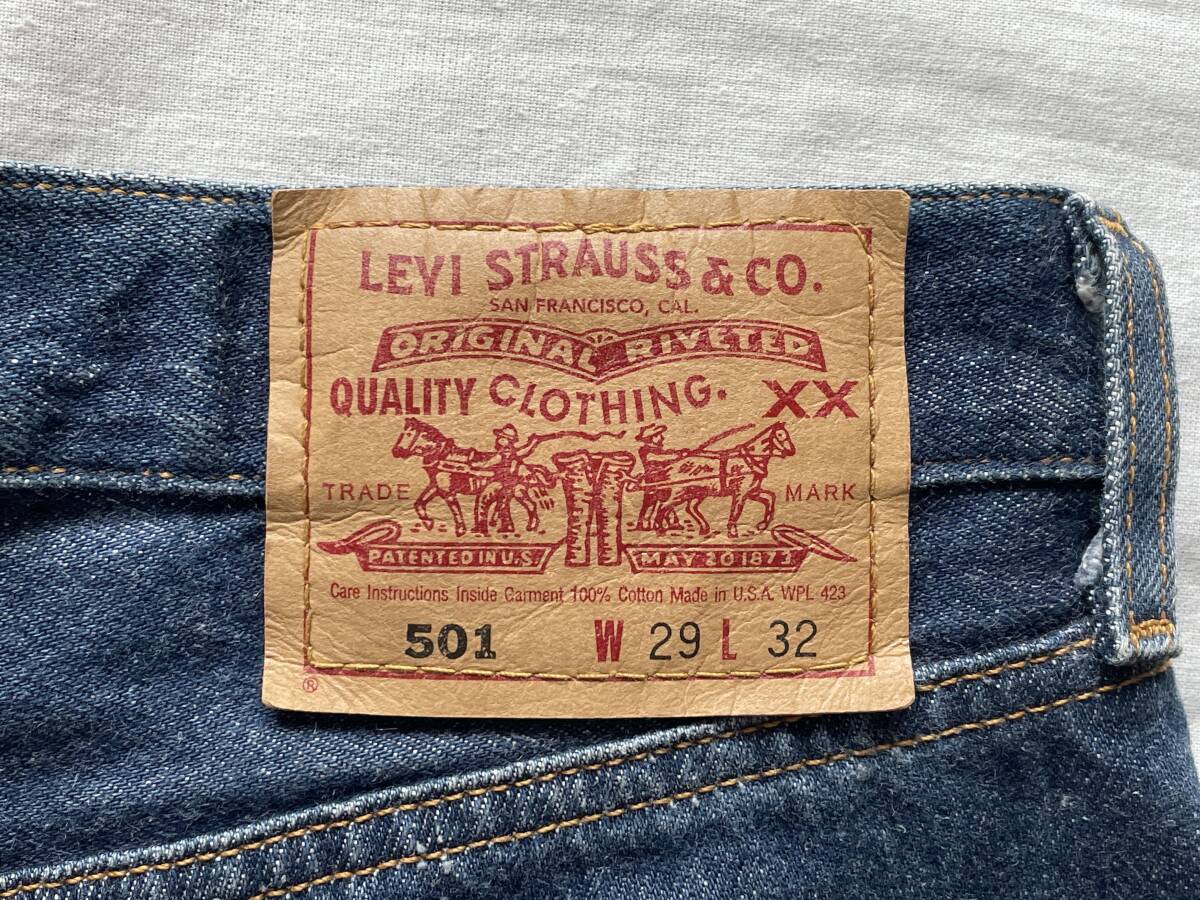 LEVI STRAUSS & CO.
SAN FRANCISCO, CAL.
ORIGINAL RIVETED
QUALITY CLOTHING. XX
TRADE MARK
PATENTED IN U.S. MAY 20 1873
Care Instructions Inside Garment 100% Cotton Made in U.S.A. WPL 423
501 W 29 L 32
®